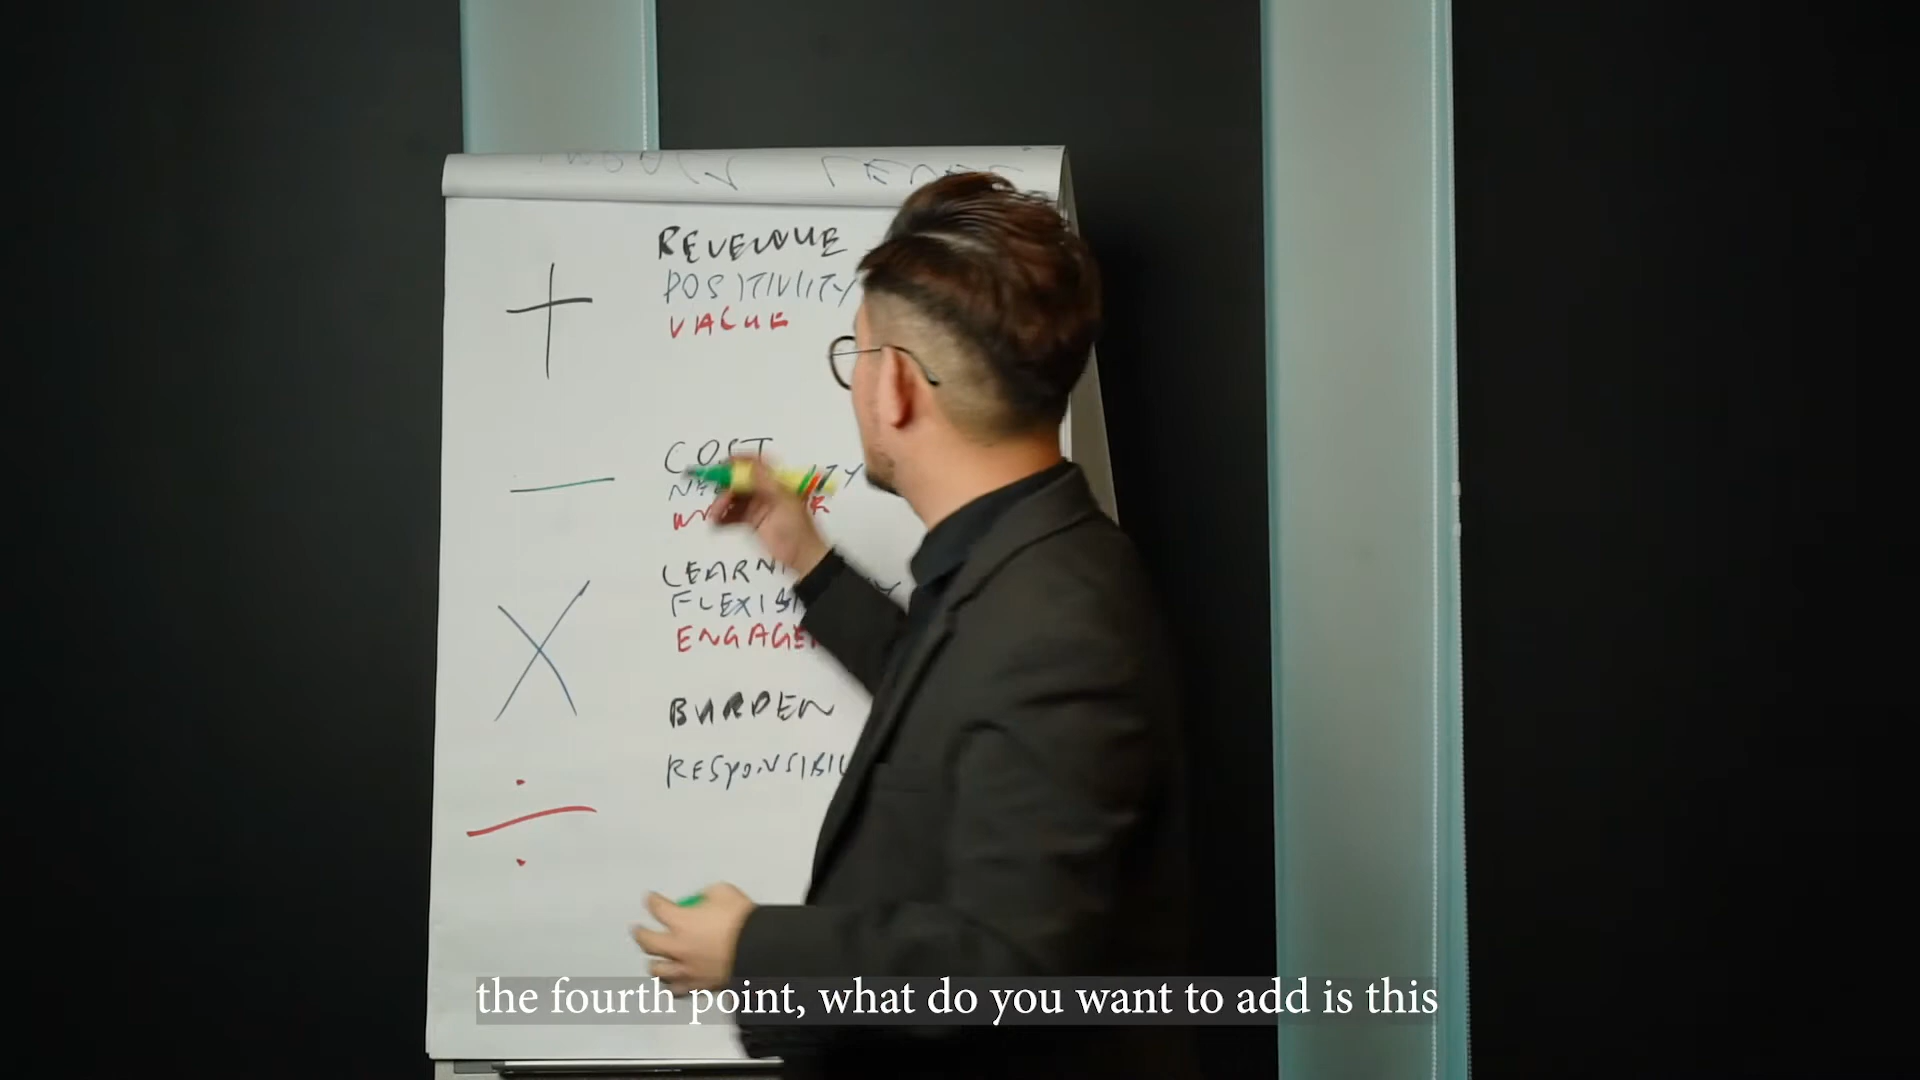 +
REVENUE
POSITIVITY
VALUE
—
COST
X
FLEXIB
ENGAGE
÷
BURDEN
RESPONSIBIL
the fourth point, what do you want to add is this